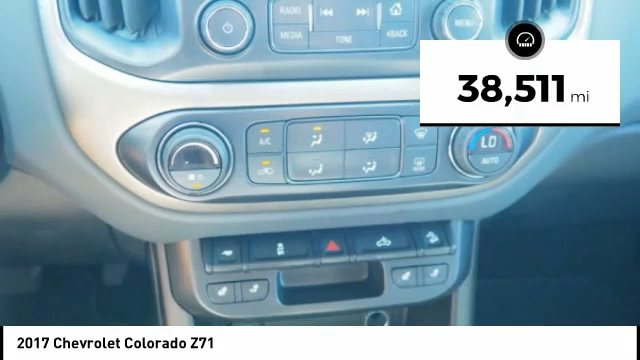 RADIO
MENU
MEDIA
TONE
<BACK
38,511 mi
A/C
LO
AUTO
2017 Chevrolet Colorado Z71